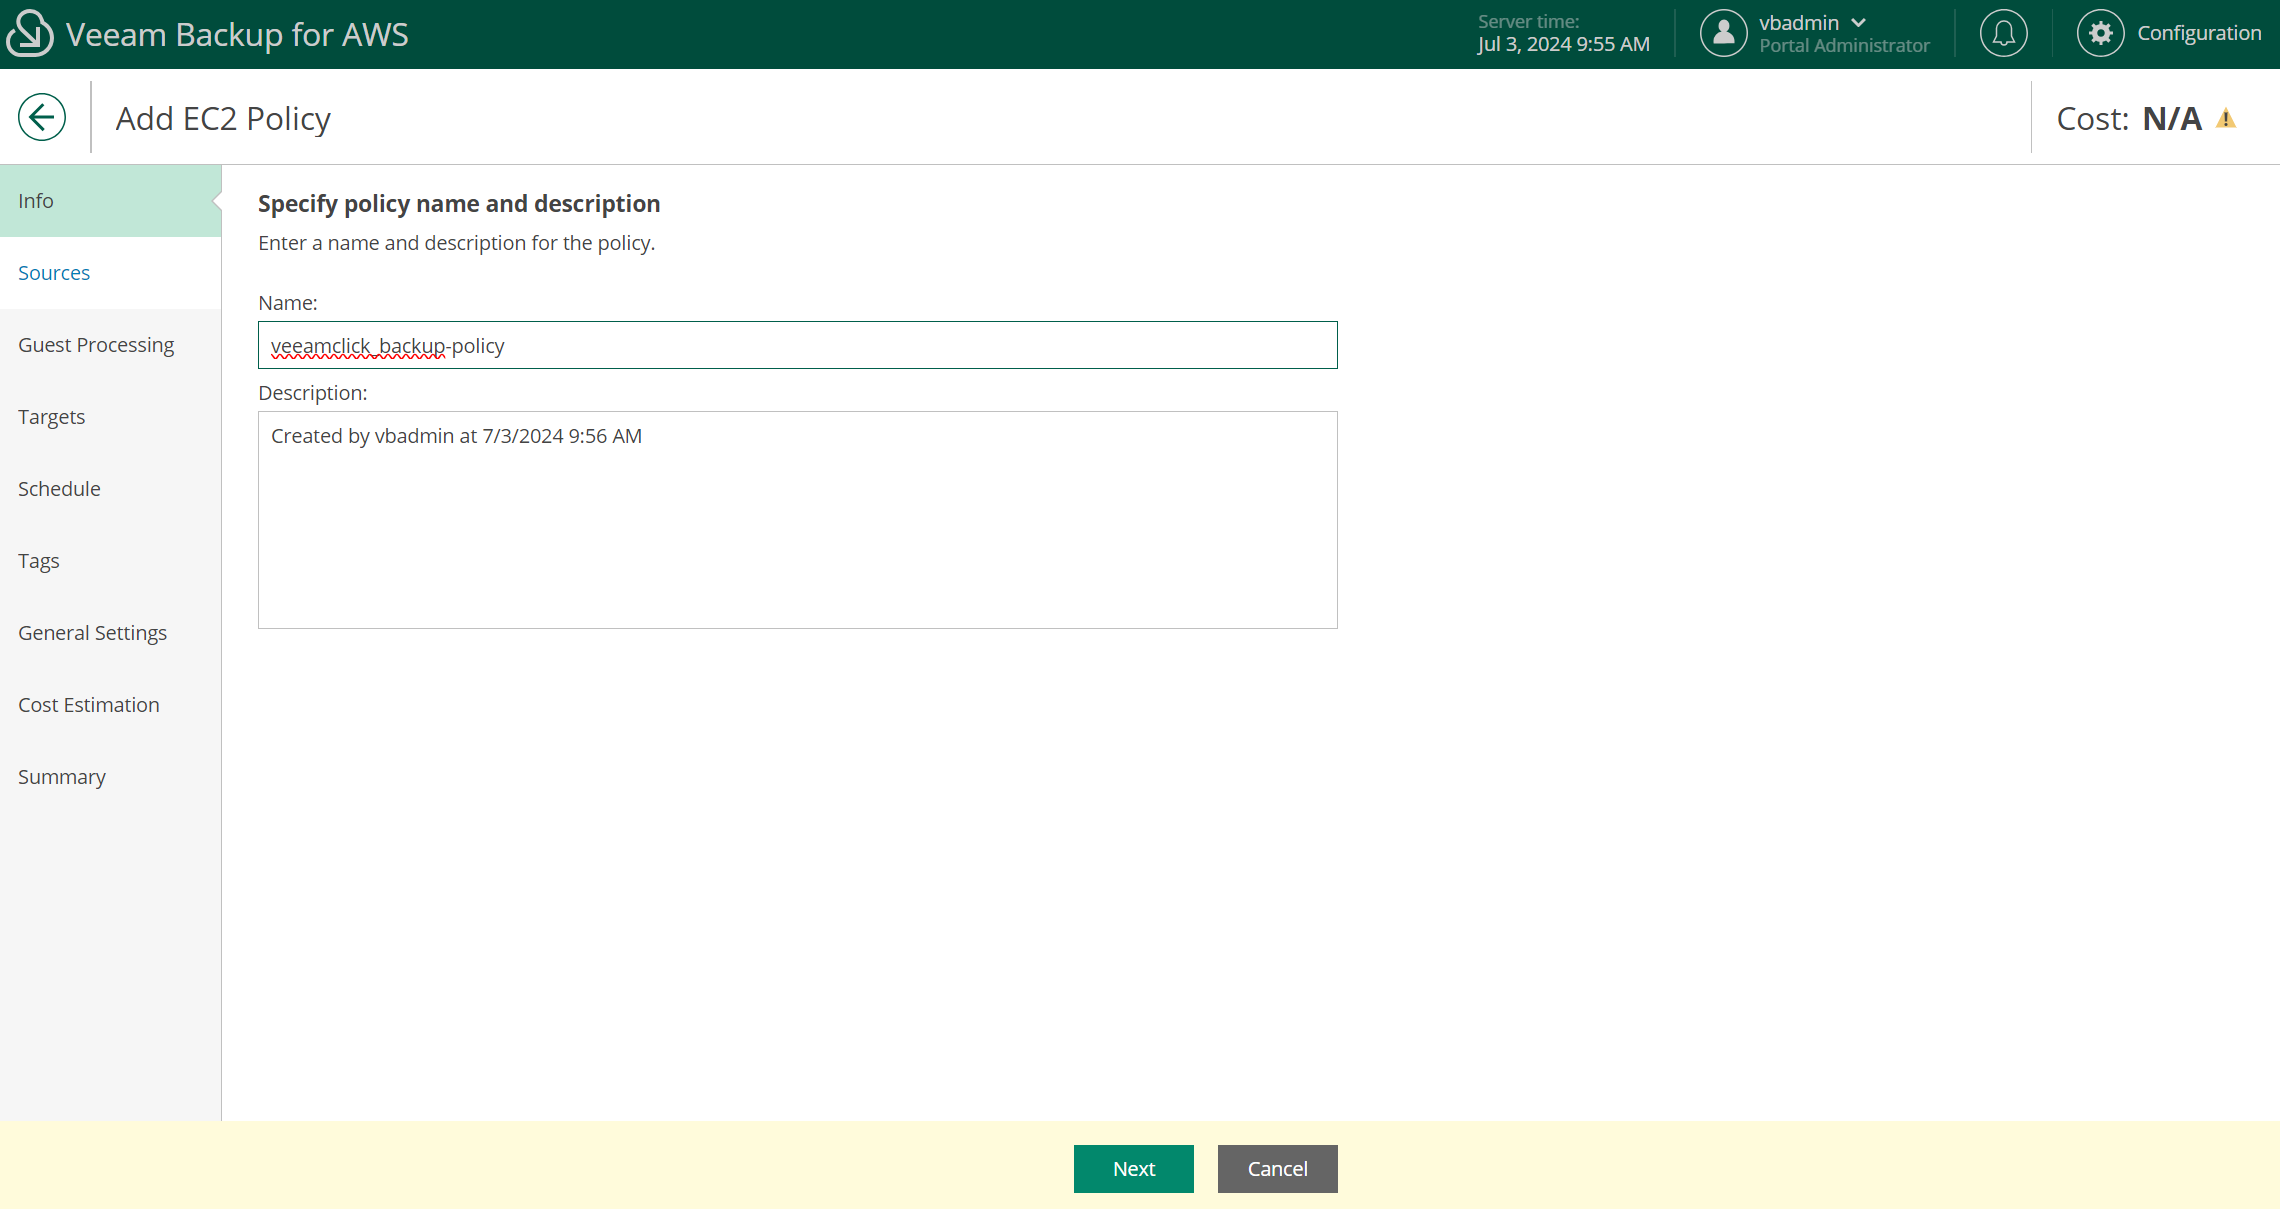 Veeam Backup for AWS
Server time:
Jul 3, 2024 9:55 AM
vbadmin
Portal Administrator
Configuration
Add EC2 Policy
Cost: N/A
Info
Sources
Guest Processing
Targets
Schedule
Tags
General Settings
Cost Estimation
Summary
Specify policy name and description
Enter a name and description for the policy.
Name:
veeamclick_backup-policy
Description:
Created by vbadmin at 7/3/2024 9:56 AM
Next
Cancel